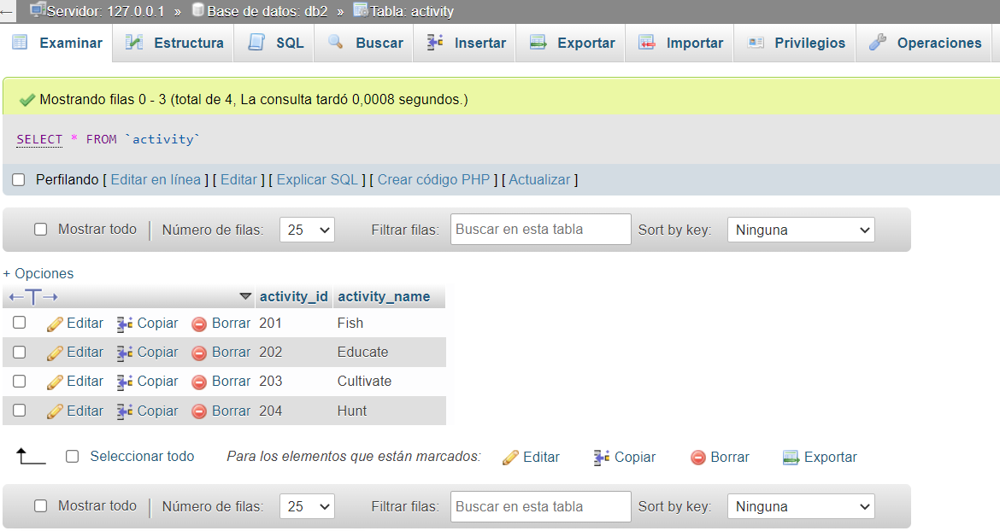 Servidor: 127.0.0.1 » Base de datos: db2 » Tabla: activity
Examinar Estructura SQL Buscar Insertar Exportar Importar Privilegios Operaciones
Mostrando filas 0 - 3 (total de 4, La consulta tardó 0,0008 segundos.)
SELECT * FROM `activity`
Perfilando [ Editar en línea ] [ Editar ] [ Explicar SQL ] [ Crear código PHP ] [ Actualizar ]
Mostrar todo Número de filas: 25 Filtrar filas: Buscar en esta tabla Sort by key: Ninguna
+ Opciones
←T→ activity_id activity_name
Editar Copiar Borrar 201 Fish
Editar Copiar Borrar 202 Educate
Editar Copiar Borrar 203 Cultivate
Editar Copiar Borrar 204 Hunt
Seleccionar todo Para los elementos que están marcados: Editar Copiar Borrar Exportar
Mostrar todo Número de filas: 25 Filtrar filas: Buscar en esta tabla Sort by key: Ninguna